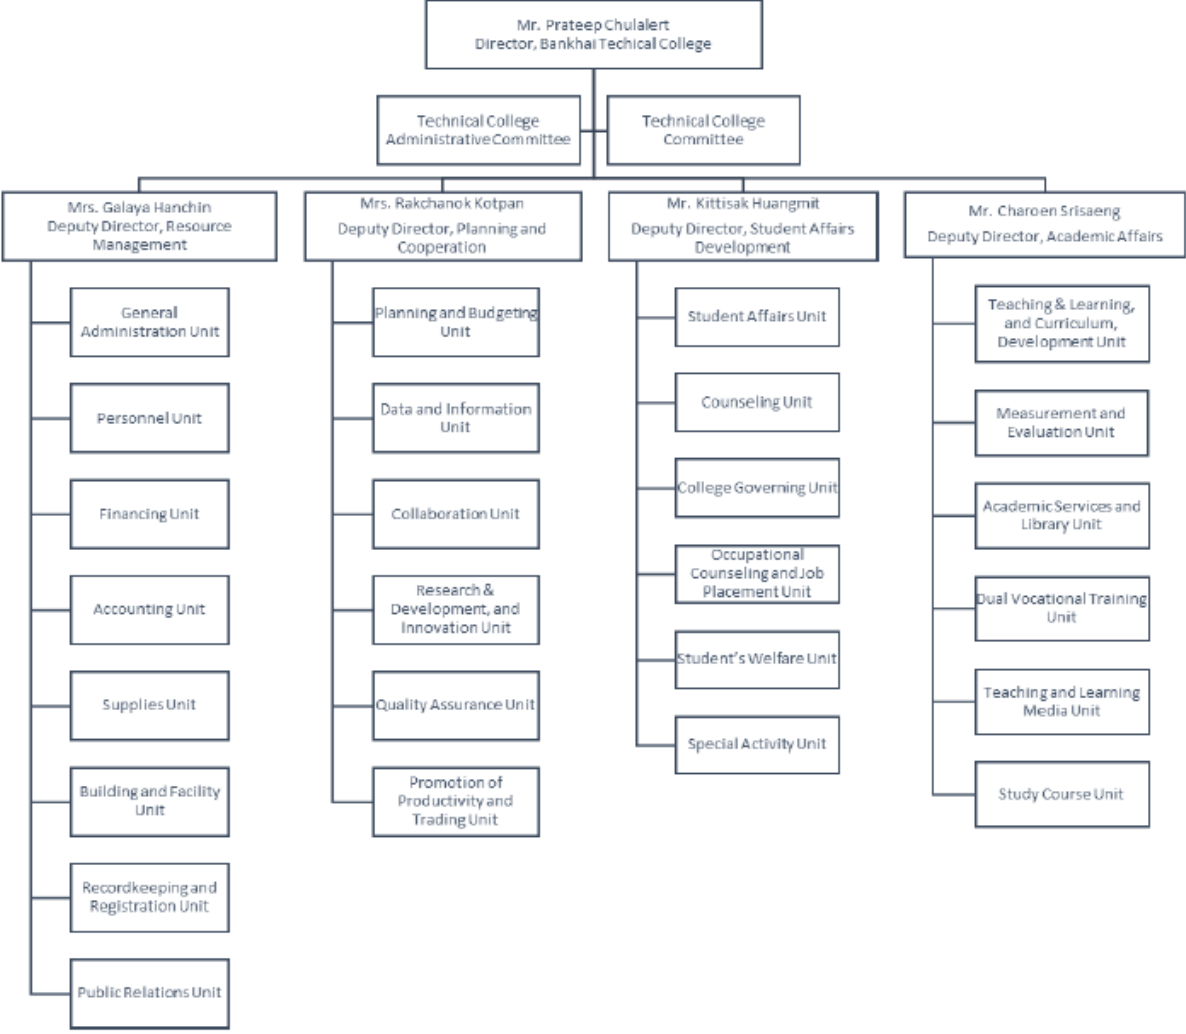 Mr. Prateep Chulalert
Director, Bankhai Techical College
Technical College
Administrative Committee
Technical College
Committee
Mrs. Galaya Hanchin
Deputy Director, Resource
Management
Mrs. Rakchanok Kotpan
Deputy Director, Planning and
Cooperation
Mr. Kittisak Huangmit
Deputy Director, Student Affairs
Development
Mr. Charoen Srisaeng
Deputy Director, Academic Affairs
General
Administration Unit
Personnel Unit
Financing Unit
Accounting Unit
Supplies Unit
Building and Facility
Unit
Recordkeeping and
Registration Unit
Public Relations Unit
Planning and Budgeting
Unit
Data and Information
Unit
Collaboration Unit
Research &
Development, and
Innovation Unit
Quality Assurance Unit
Promotion of
Productivity and
Trading Unit
Student Affairs Unit
Counseling Unit
College Governing Unit
Occupational
Counseling and Job
Placement Unit
Student’s Welfare Unit
Special Activity Unit
Teaching & Learning,
and Curriculum,
Development Unit
Measurement and
Evaluation Unit
Academic Services and
Library Unit
Dual Vocational Training
Unit
Teaching and Learning
Media Unit
Study Course Unit